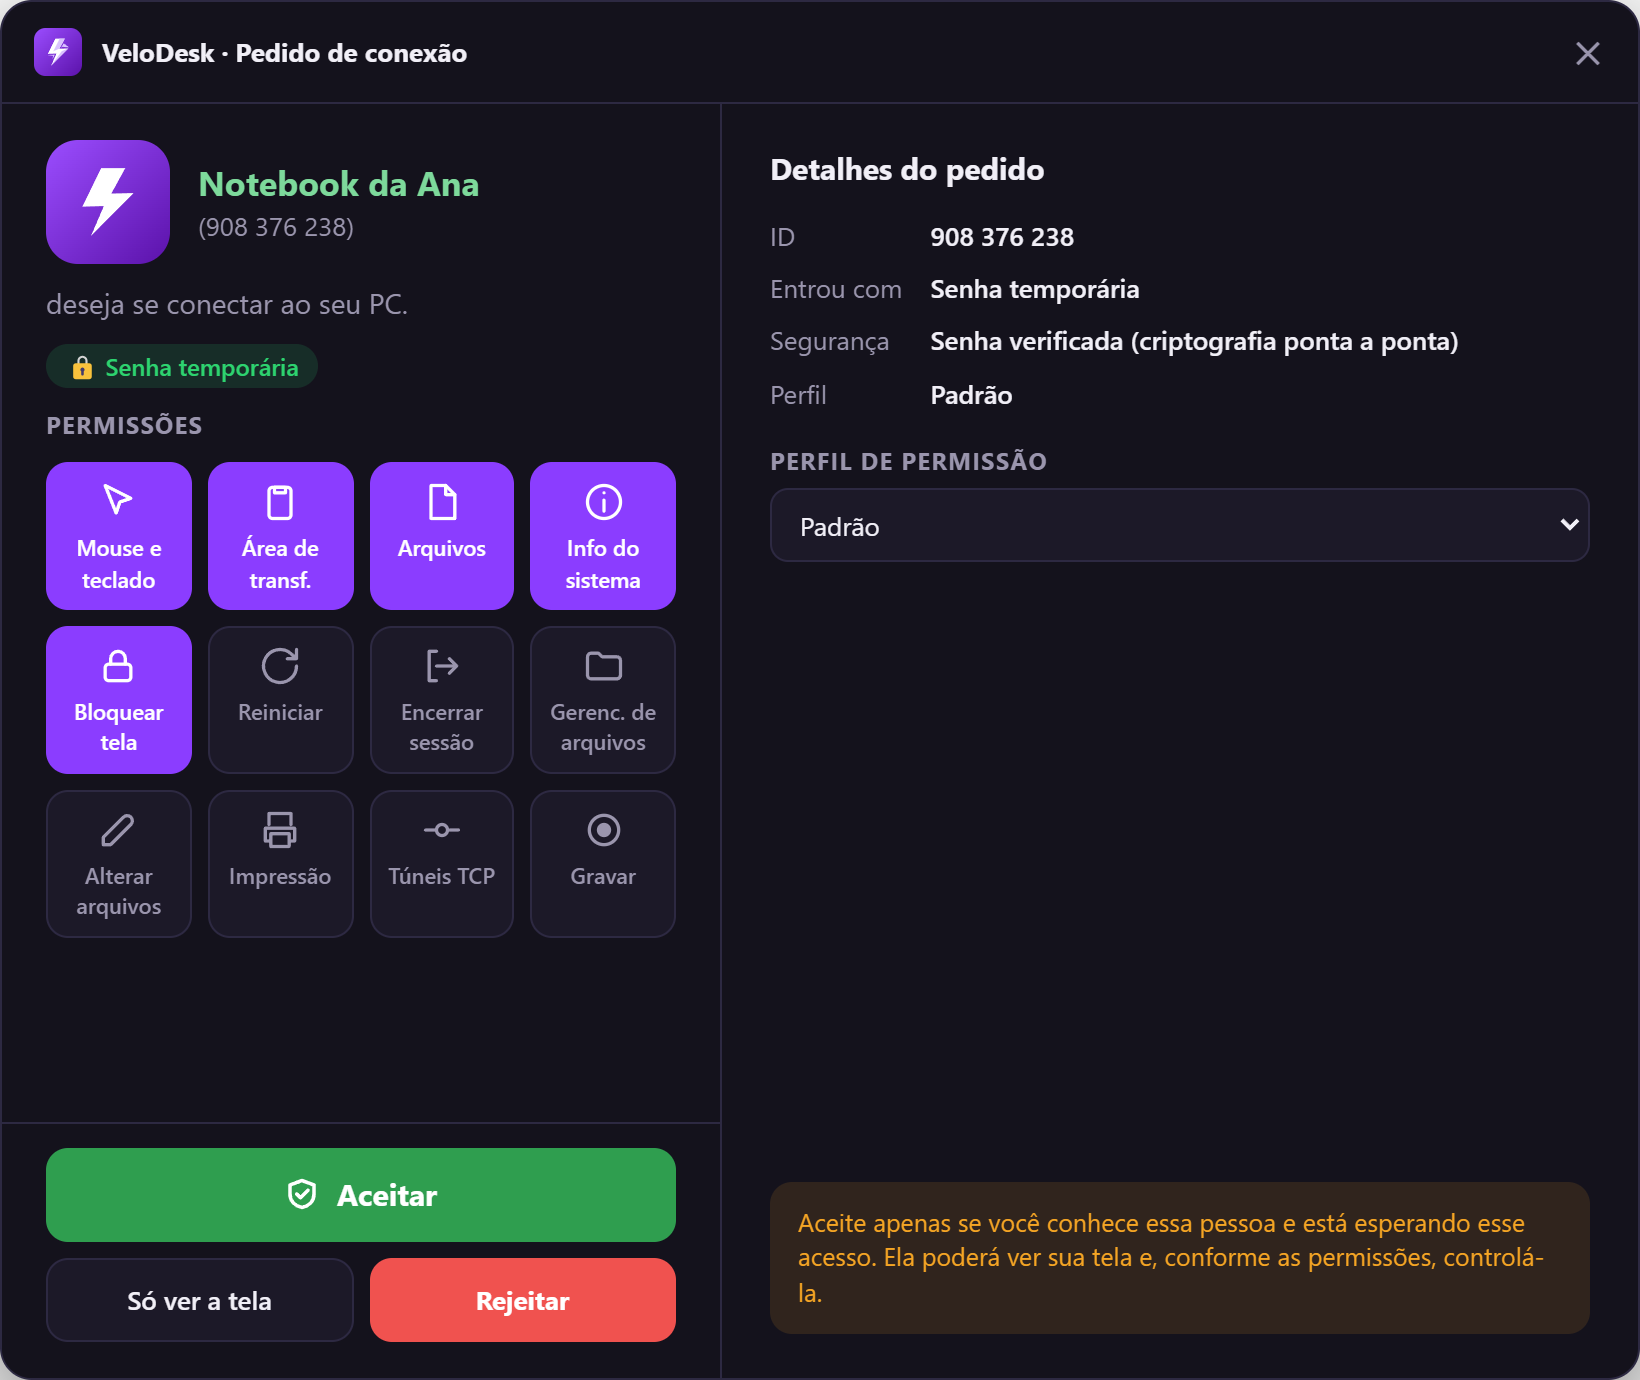 VeloDesk · Pedido de conexão
Notebook da Ana
(908 376 238)
deseja se conectar ao seu PC.
Senha temporária
PERMISSÕES
Mouse e
teclado
Área de
transf.
Arquivos
Info do
sistema
Bloquear
tela
Reiniciar
Encerrar
sessão
Gerenc. de
arquivos
Alterar
arquivos
Impressão
Túneis TCP
Gravar
Aceitar
Só ver a tela
Rejeitar
Detalhes do pedido
ID 908 376 238
Entrou com Senha temporária
Segurança Senha verificada (criptografia ponta a ponta)
Perfil Padrão
PERFIL DE PERMISSÃO
Padrão
Aceite apenas se você conhece essa pessoa e está esperando esse
acesso. Ela poderá ver sua tela e, conforme as permissões, controlá-
la.